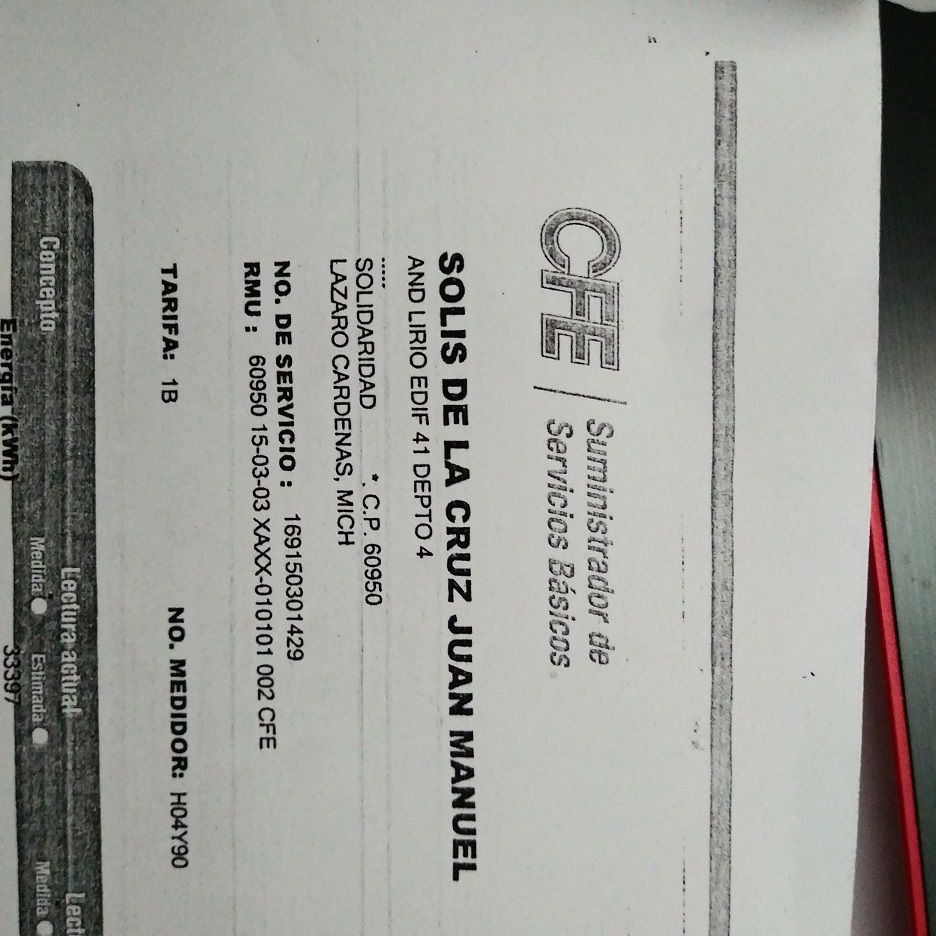 CFE
Suministrador de
Servicios Básicos
SOLIS DE LA CRUZ JUAN MANUEL
AND LIRIO EDIF 41 DEPTO 4
.....
SOLIDARIDAD *. C.P. 60950
LAZARO CARDENAS, MICH
NO. DE SERVICIO : 169150301429
RMU : 60950 15-03-03 XAXX-010101 002 CFE
TARIFA: 1B NO. MEDIDOR: H04Y90
Concepto Lectura actual
Medida Estimada Medida
Energía (kWh) 33397